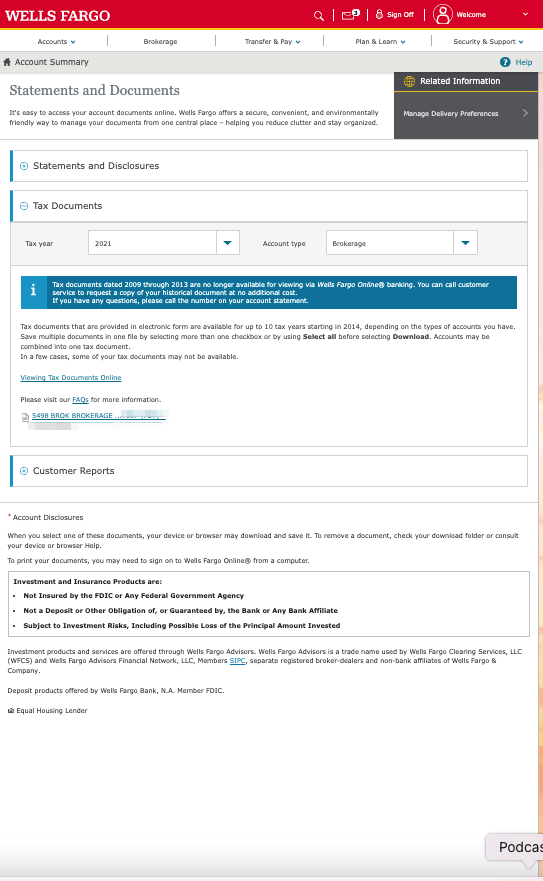 WELLS FARGO
3
Sign Off
Welcome
Accounts
Brokerage
Transfer & Pay
Plan & Learn
Security & Support
Account Summary
? Help
Statements and Documents
It's easy to access your account documents online. Wells Fargo offers a secure, convenient, and environmentally
friendly way to manage your documents from one central place – helping you reduce clutter and stay organized.
Related Information
Manage Delivery Preferences
Statements and Disclosures
Tax Documents
Tax year
2021
Account type
Brokerage
i
Tax documents dated 2009 through 2013 are no longer available for viewing via Wells Fargo Online® banking. You can call customer
service to request a copy of your historical document at no additional cost.
If you have any questions, please call the number on your account statement.
Tax documents that are provided in electronic form are available for up to 10 tax years starting in 2014, depending on the types of accounts you have.
Save multiple documents in one file by selecting more than one checkbox or by using Select all before selecting Download. Accounts may be
combined into one tax document.
In a few cases, some of your tax documents may not be available.
Viewing Tax Documents Online
Please visit our FAQs for more information.
5498 BROK BROKERAGE ...
Customer Reports
* Account Disclosures
When you select one of these documents, your device or browser may download and save it. To remove a document, check your download folder or consult
your device or browser Help.
To print your documents, you may need to sign on to Wells Fargo Online® from a computer.
Investment and Insurance Products are:
• Not Insured by the FDIC or Any Federal Government Agency
• Not a Deposit or Other Obligation of, or Guaranteed by, the Bank or Any Bank Affiliate
• Subject to Investment Risks, Including Possible Loss of the Principal Amount Invested
Investment products and services are offered through Wells Fargo Advisors. Wells Fargo Advisors is a trade name used by Wells Fargo Clearing Services, LLC
(WFCS) and Wells Fargo Advisors Financial Network, LLC, Members SIPC, separate registered broker-dealers and non-bank affiliates of Wells Fargo &
Company.
Deposit products offered by Wells Fargo Bank, N.A. Member FDIC.
Equal Housing Lender
Podcas